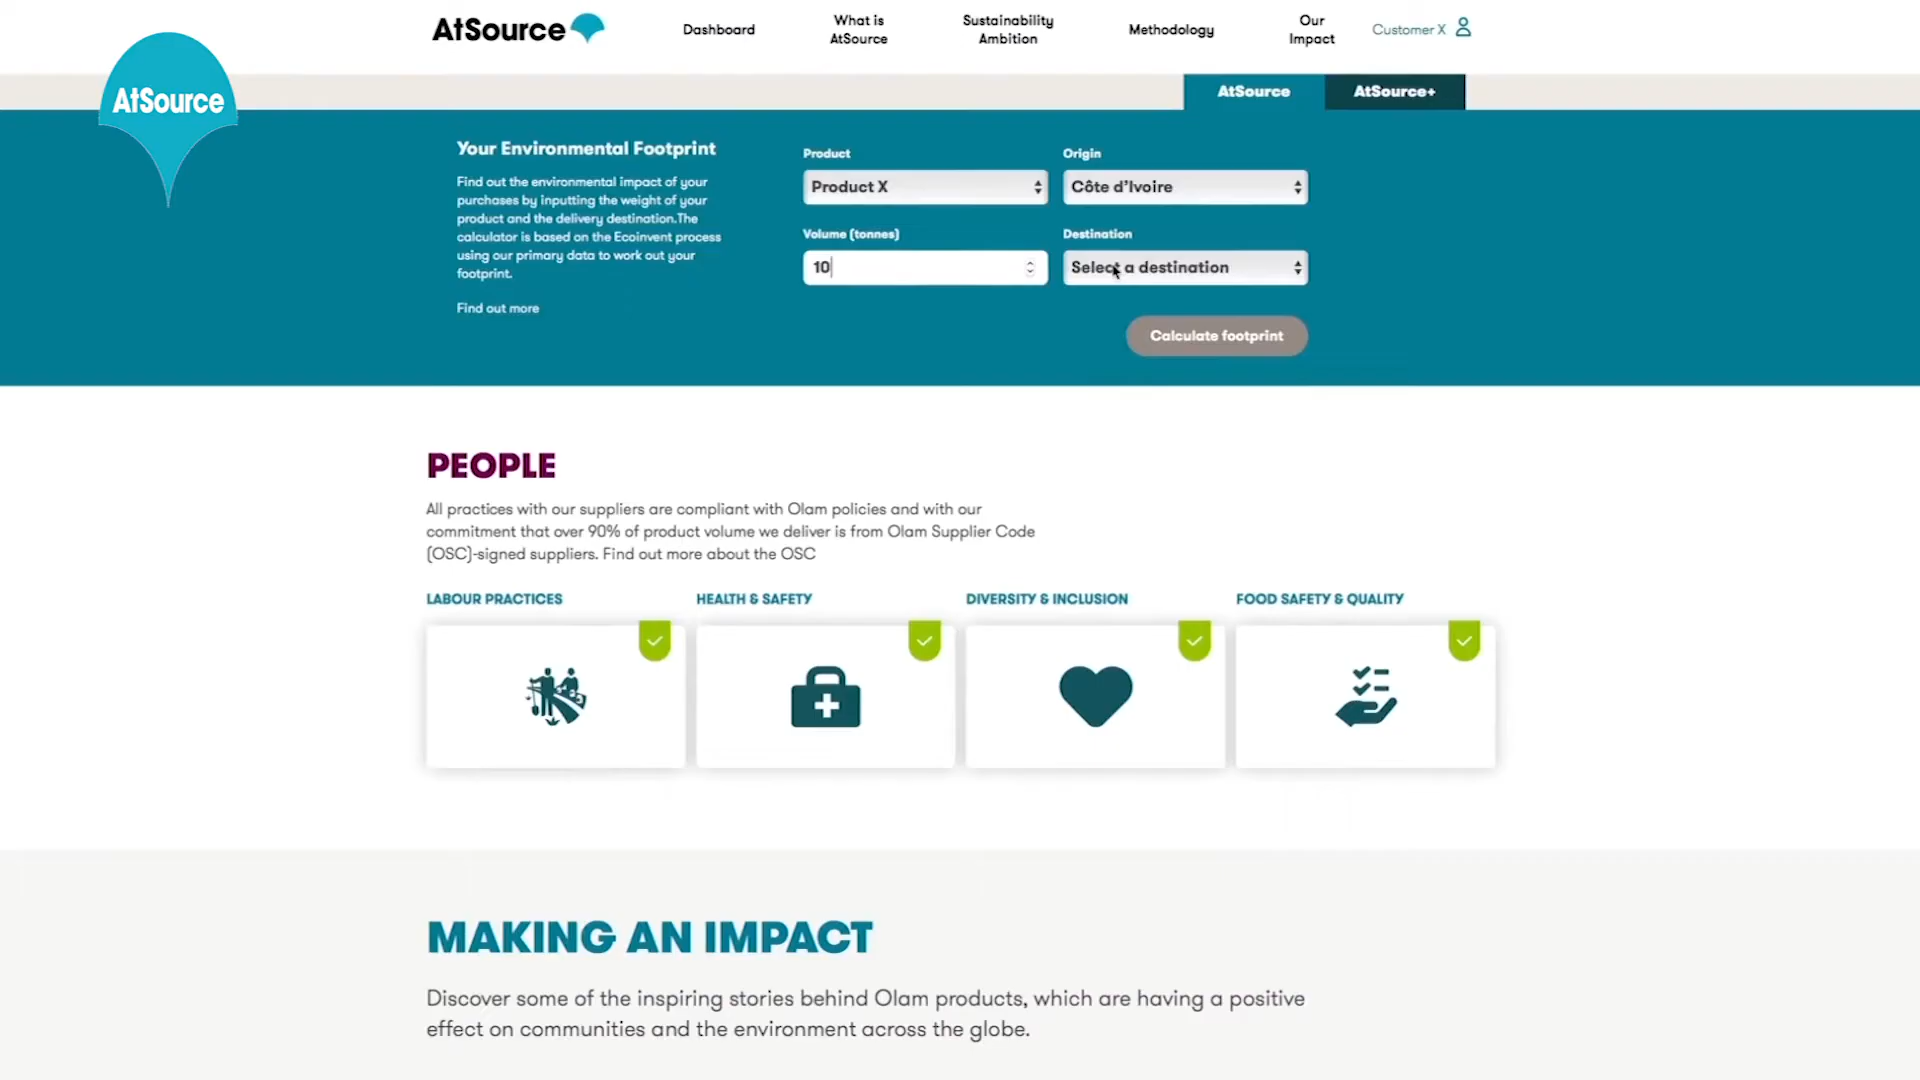 AtSource
AtSource
Dashboard
What is
AtSource
Sustainability
Ambition
Methodology
Our
Impact
Customer X
AtSource
AtSource+
Your Environmental Footprint
Find out the environmental impact of your
purchases by inputting the weight of your
product and the delivery destination.The
calculator is based on the Ecoinvent process
using our primary data to work out your
footprint.
Find out more
Product
Product X
Origin
Côte d’Ivoire
Volume (tonnes)
10
Destination
Select a destination
Calculate footprint
PEOPLE
All practices with our suppliers are compliant with Olam policies and with our
commitment that over 90% of product volume we deliver is from Olam Supplier Code
(OSC)-signed suppliers. Find out more about the OSC
LABOUR PRACTICES
HEALTH & SAFETY
DIVERSITY & INCLUSION
FOOD SAFETY & QUALITY
MAKING AN IMPACT
Discover some of the inspiring stories behind Olam products, which are having a positive
effect on communities and the environment across the globe.